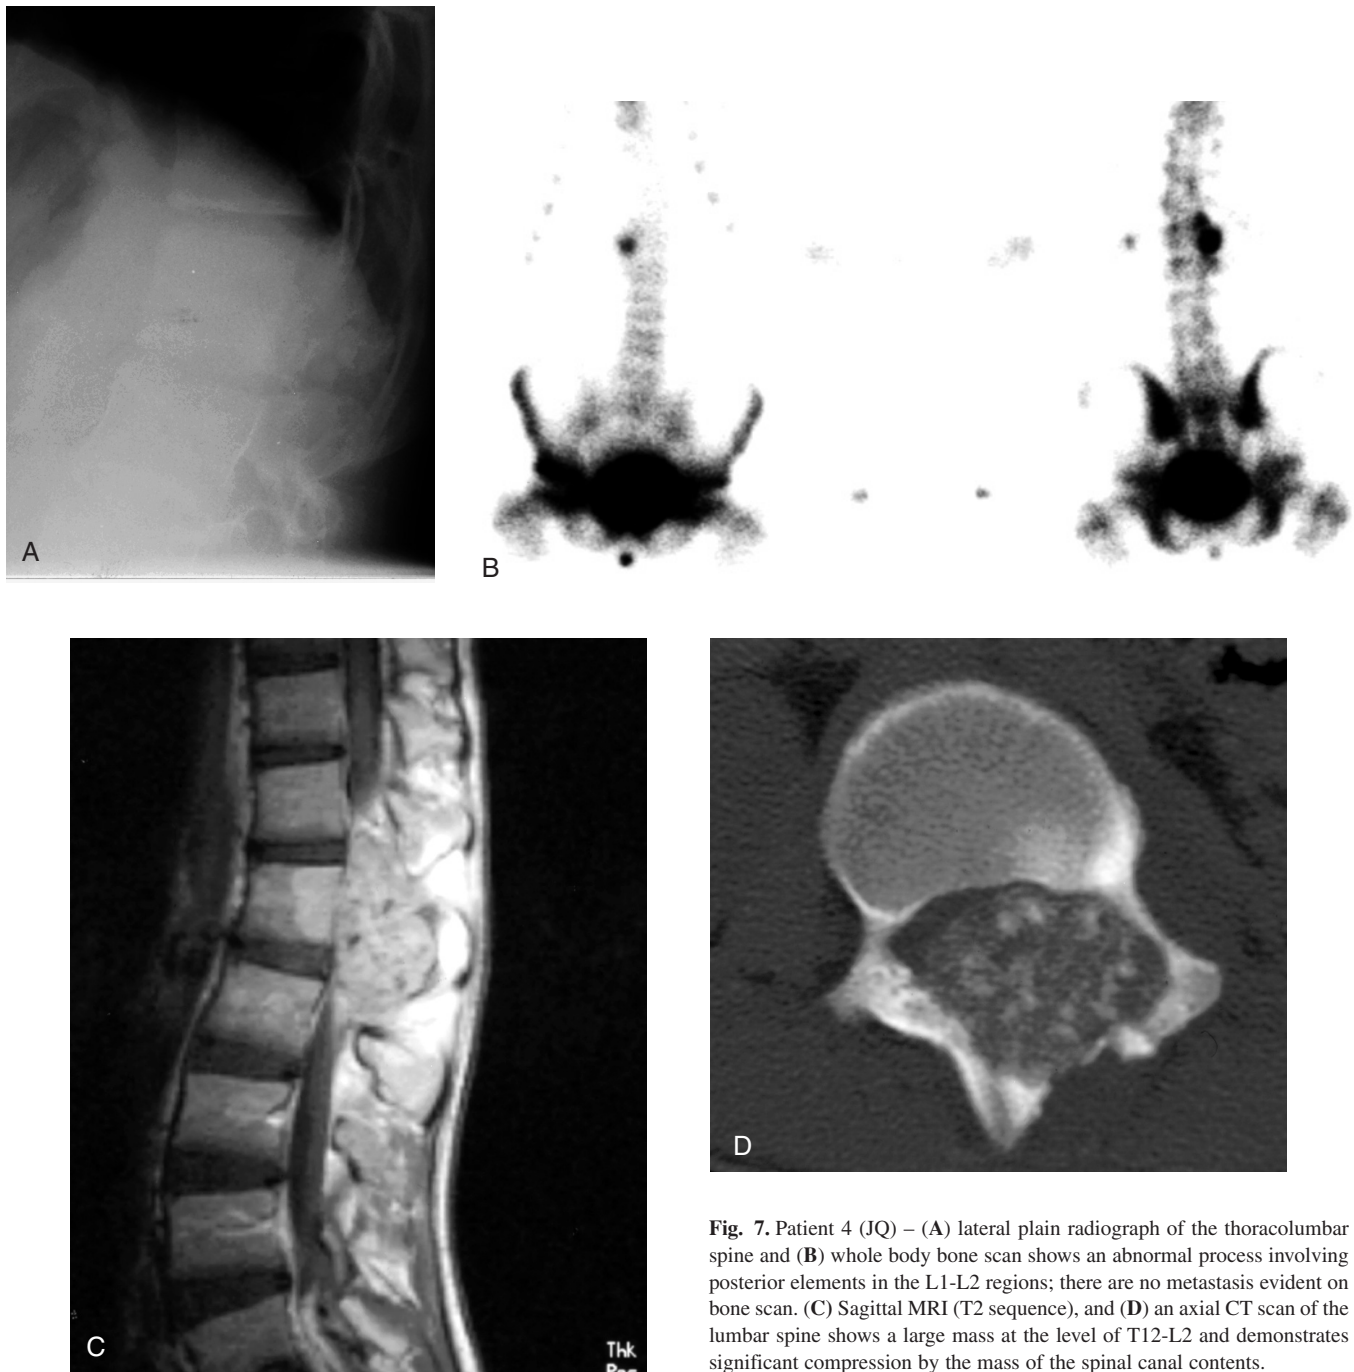 A
B
C
Thk
D
Fig. 7. Patient 4 (JQ) – (A) lateral plain radiograph of the thoracolumbar
spine and (B) whole body bone scan shows an abnormal process involving
posterior elements in the L1-L2 regions; there are no metastasis evident on
bone scan. (C) Sagittal MRI (T2 sequence), and (D) an axial CT scan of the
lumbar spine shows a large mass at the level of T12-L2 and demonstrates
significant compression by the mass of the spinal canal contents.